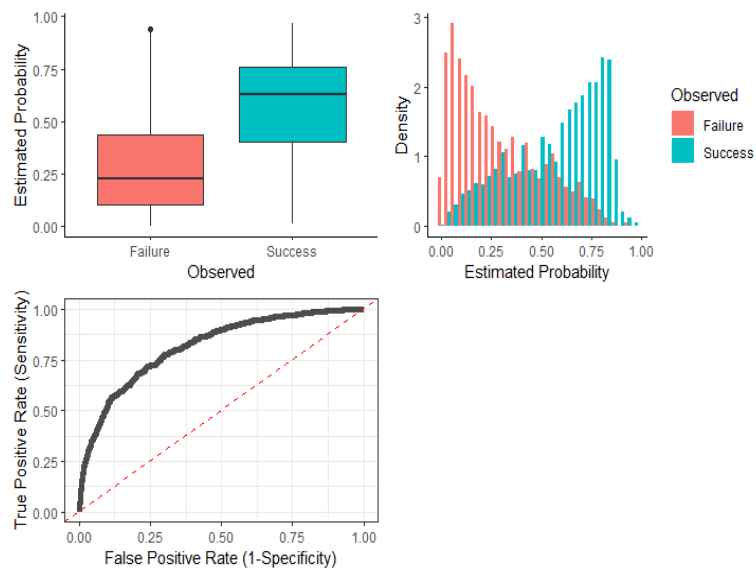 Estimated Probability
1.00
0.75
0.50
0.25
0.00
Failure
Success
Observed
Density
3
2
1
0
0.00
0.25
0.50
0.75
1.00
Estimated Probability
Observed
Failure
Success
True Positive Rate (Sensitivity)
1.00
0.75
0.50
0.25
0.00
0.00
0.25
0.50
0.75
1.00
False Positive Rate (1-Specificity)